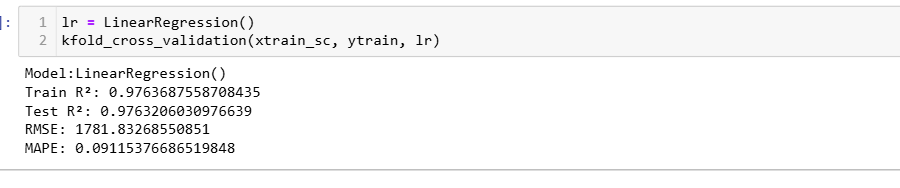 ]:
1 lr = LinearRegression()
2 kfold_cross_validation(xtrain_sc, ytrain, lr)
Model:LinearRegression()
Train R²: 0.9763687558708435
Test R²: 0.9763206030976639
RMSE: 1781.83268550851
MAPE: 0.09115376686519848